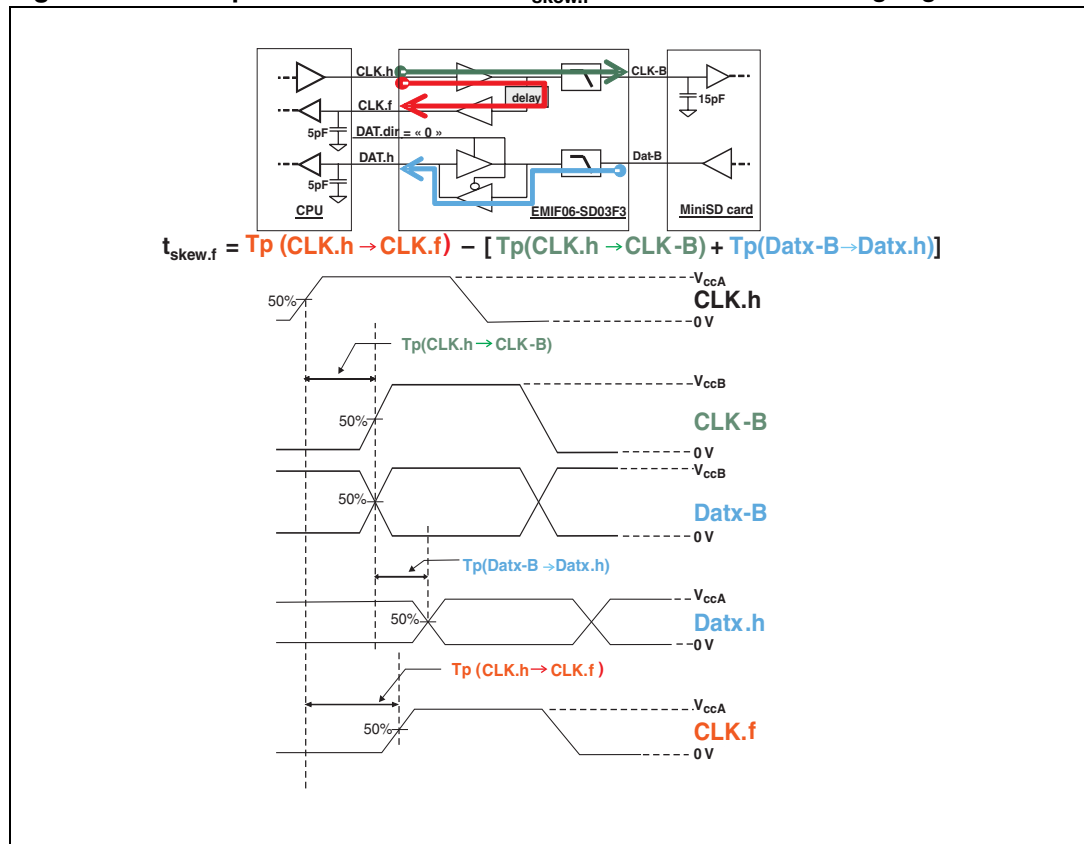 CLK.h
CLK-B
delay
CLK.f
15pF
5pF
DAT.dir = « 0 »
DAT.h
Dat-B
5pF
CPU
EMIF06-SD03F3
MiniSD card
tskew.f = Tp (CLK.h → CLK.f) – [ Tp(CLK.h → CLK-B) + Tp(Datx-B→Datx.h)]
VccA
50%
CLK.h
0 V
Tp(CLK.h → CLK-B)
VccB
50%
CLK-B
0 V
VccB
50%
Datx-B
0 V
Tp(Datx-B →Datx.h)
VccA
50%
Datx.h
0 V
Tp (CLK.h→ CLK.f )
VccA
50%
CLK.f
0 V